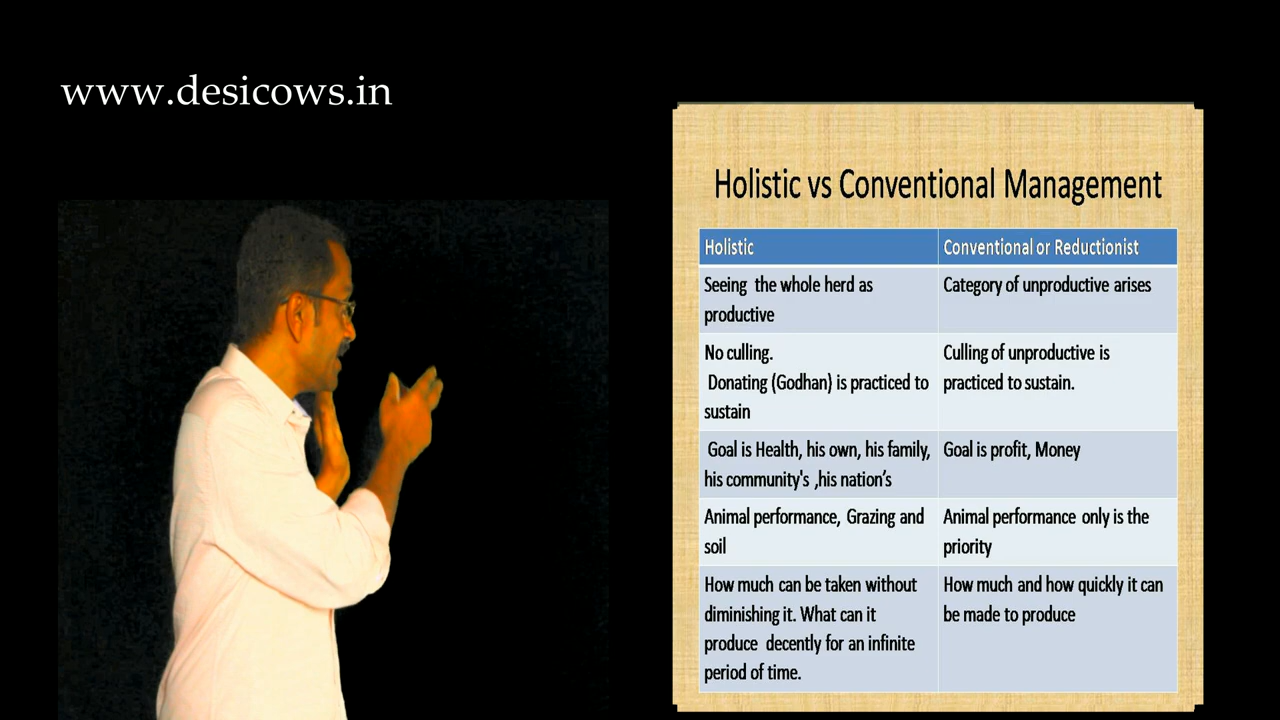 www.desicows.in
Holistic vs Conventional Management
Holistic
Conventional or Reductionist
Seeing the whole herd as
productive
Category of unproductive arises
No culling.
Donating (Godhan) is practiced to
sustain
Culling of unproductive is
practiced to sustain.
Goal is Health, his own, his family,
his community's ,his nation’s
Goal is profit, Money
Animal performance, Grazing and
soil
Animal performance only is the
priority
How much can be taken without
diminishing it. What can it
produce decently for an infinite
period of time.
How much and how quickly it can
be made to produce